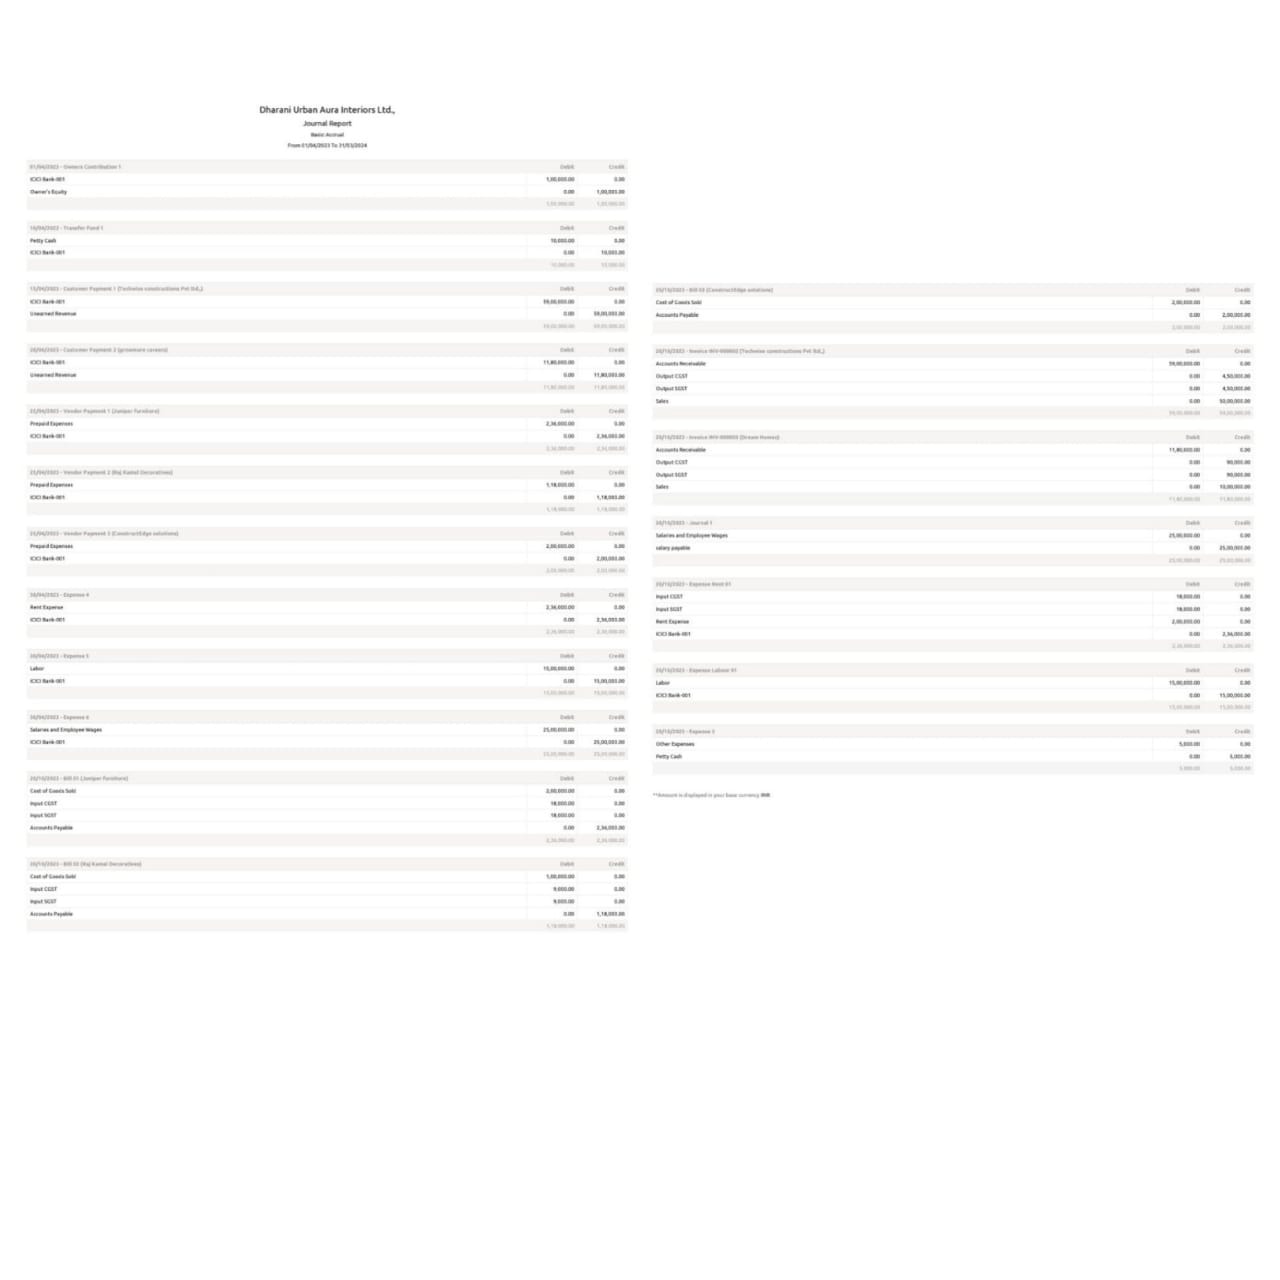 Dharani Urban Aura Interiors Ltd.,
Journal Report
Basis: Accrual
From 01/04/2023 To 31/03/2024
01/04/2023 - Owners Contribution 1 Debit Credit
ICICI Bank-001 1,00,000.00 0.00
Owner's Equity 0.00 1,00,000.00
1,00,000.00 1,00,000.00
10/04/2023 - Transfer Fund 1 Debit Credit
Petty Cash 10,000.00 0.00
ICICI Bank-001 0.00 10,000.00
10,000.00 10,000.00
15/04/2023 - Customer Payment 1 (Techwise constructions Pvt ltd.,) Debit Credit
ICICI Bank-001 59,00,000.00 0.00
Unearned Revenue 0.00 59,00,000.00
59,00,000.00 59,00,000.00
20/04/2023 - Customer Payment 2 (growmore careers) Debit Credit
ICICI Bank-001 11,80,000.00 0.00
Unearned Revenue 0.00 11,80,000.00
11,80,000.00 11,80,000.00
25/04/2023 - Vendor Payment 1 (Juniper furniture) Debit Credit
Prepaid Expenses 2,36,000.00 0.00
ICICI Bank-001 0.00 2,36,000.00
2,36,000.00 2,36,000.00
25/04/2023 - Vendor Payment 2 (Raj Kamal Decoratives) Debit Credit
Prepaid Expenses 1,18,000.00 0.00
ICICI Bank-001 0.00 1,18,000.00
1,18,000.00 1,18,000.00
25/04/2023 - Vendor Payment 3 (ConstructEdge solutions) Debit Credit
Prepaid Expenses 2,00,000.00 0.00
ICICI Bank-001 0.00 2,00,000.00
2,00,000.00 2,00,000.00
30/04/2023 - Expense 4 Debit Credit
Rent Expense 2,36,000.00 0.00
ICICI Bank-001 0.00 2,36,000.00
2,36,000.00 2,36,000.00
30/04/2023 - Expense 5 Debit Credit
Labor 15,00,000.00 0.00
ICICI Bank-001 0.00 15,00,000.00
15,00,000.00 15,00,000.00
30/04/2023 - Expense 6 Debit Credit
Salaries and Employee Wages 25,00,000.00 0.00
ICICI Bank-001 0.00 25,00,000.00
25,00,000.00 25,00,000.00
20/10/2023 - Bill 01 (Juniper furniture) Debit Credit
Cost of Goods Sold 2,00,000.00 0.00
Input CGST 18,000.00 0.00
Input SGST 18,000.00 0.00
Accounts Payable 0.00 2,36,000.00
2,36,000.00 2,36,000.00
20/10/2023 - Bill 02 (Raj Kamal Decoratives) Debit Credit
Cost of Goods Sold 1,00,000.00 0.00
Input CGST 9,000.00 0.00
Input SGST 9,000.00 0.00
Accounts Payable 0.00 1,18,000.00
1,18,000.00 1,18,000.00
20/10/2023 - Bill 03 (ConstructEdge solutions) Debit Credit
Cost of Goods Sold 2,00,000.00 0.00
Accounts Payable 0.00 2,00,000.00
2,00,000.00 2,00,000.00
20/10/2023 - Invoice INV-000002 (Techwise constructions Pvt ltd.,) Debit Credit
Accounts Receivable 59,00,000.00 0.00
Output CGST 0.00 4,50,000.00
Output SGST 0.00 4,50,000.00
Sales 0.00 50,00,000.00
59,00,000.00 59,00,000.00
20/10/2023 - Invoice INV-000003 (Dream Homes) Debit Credit
Accounts Receivable 11,80,000.00 0.00
Output CGST 0.00 90,000.00
Output SGST 0.00 90,000.00
Sales 0.00 10,00,000.00
11,80,000.00 11,80,000.00
20/10/2023 - Journal 1 Debit Credit
Salaries and Employee Wages 25,00,000.00 0.00
salary payable 0.00 25,00,000.00
25,00,000.00 25,00,000.00
20/10/2023 - Expense Rent 01 Debit Credit
Input CGST 18,000.00 0.00
Input SGST 18,000.00 0.00
Rent Expense 2,00,000.00 0.00
ICICI Bank-001 0.00 2,36,000.00
2,36,000.00 2,36,000.00
20/10/2023 - Expense Labour 01 Debit Credit
Labor 15,00,000.00 0.00
ICICI Bank-001 0.00 15,00,000.00
15,00,000.00 15,00,000.00
20/10/2023 - Expense 3 Debit Credit
Other Expenses 5,000.00 0.00
Petty Cash 0.00 5,000.00
5,000.00 5,000.00
**Amount is displayed in your base currency INR